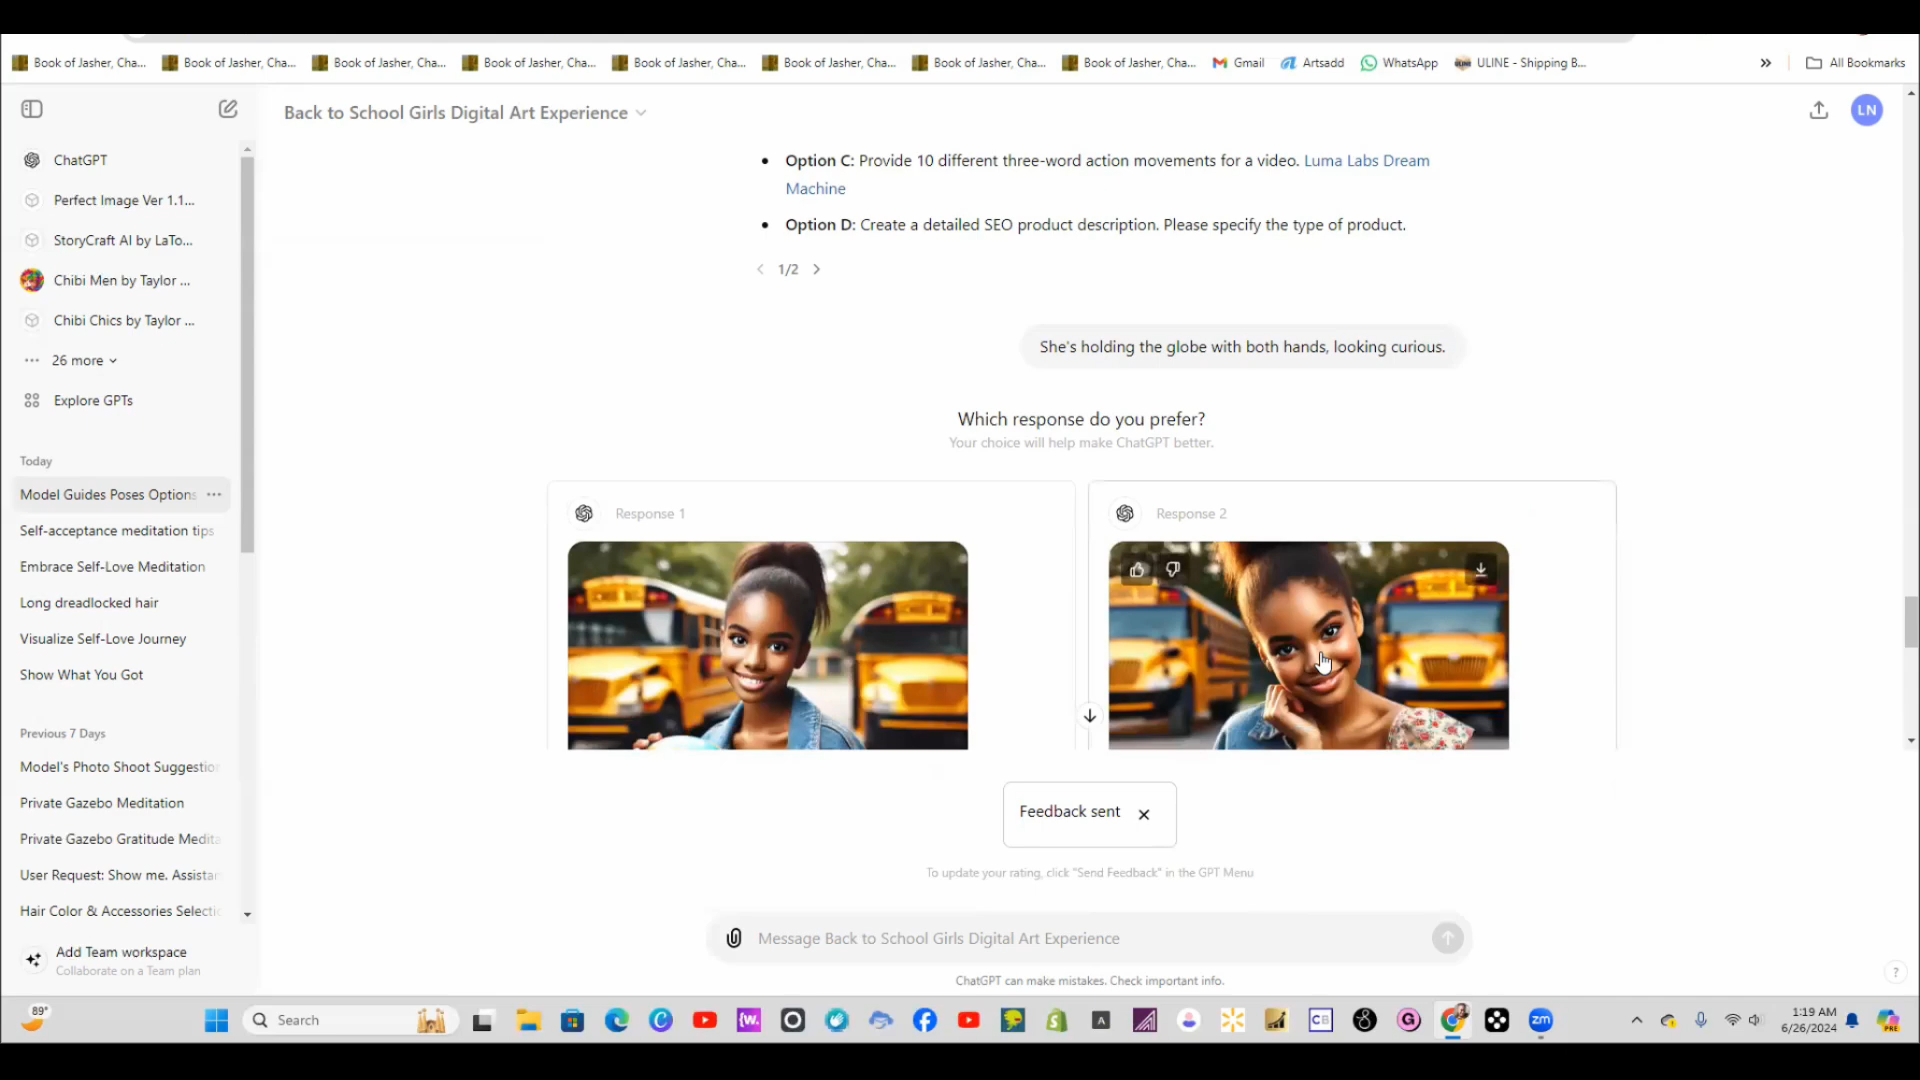 Book of Jasher, Cha... Book of Jasher, Cha... Book of Jasher, Cha... Book of Jasher, Cha... Book of Jasher, Cha... Book of Jasher, Cha... Book of Jasher, Cha... Book of Jasher, Cha... Gmail Artsadd WhatsApp ULINE - Shipping B... » All Bookmarks
Back to School Girls Digital Art Experience
LN
ChatGPT
Perfect Image Ver 1.1...
StoryCraft AI by LaTo...
Chibi Men by Taylor ...
Chibi Chics by Taylor ...
26 more
Explore GPTs
Today
Model Guides Poses Options
Self-acceptance meditation tips
Embrace Self-Love Meditation
Long dreadlocked hair
Visualize Self-Love Journey
Show What You Got
Previous 7 Days
Model's Photo Shoot Suggestio
Private Gazebo Meditation
Private Gazebo Gratitude Medita
User Request: Show me. Assistan
Hair Color & Accessories Selectio
Add Team workspace
Collaborate on a Team plan
• Option C: Provide 10 different three-word action movements for a video. Luma Labs Dream
Machine
• Option D: Create a detailed SEO product description. Please specify the type of product.
< 1/2 >
She's holding the globe with both hands, looking curious.
Which response do you prefer?
Your choice will help make ChatGPT better.
Response 1
Response 2
Feedback sent
To update your rating, click "Send Feedback" in the GPT Menu
Message Back to School Girls Digital Art Experience
ChatGPT can make mistakes. Check important info.
?
89°
Search
[w.
A
CB
G
zm
1:19 AM
6/26/2024
PRE